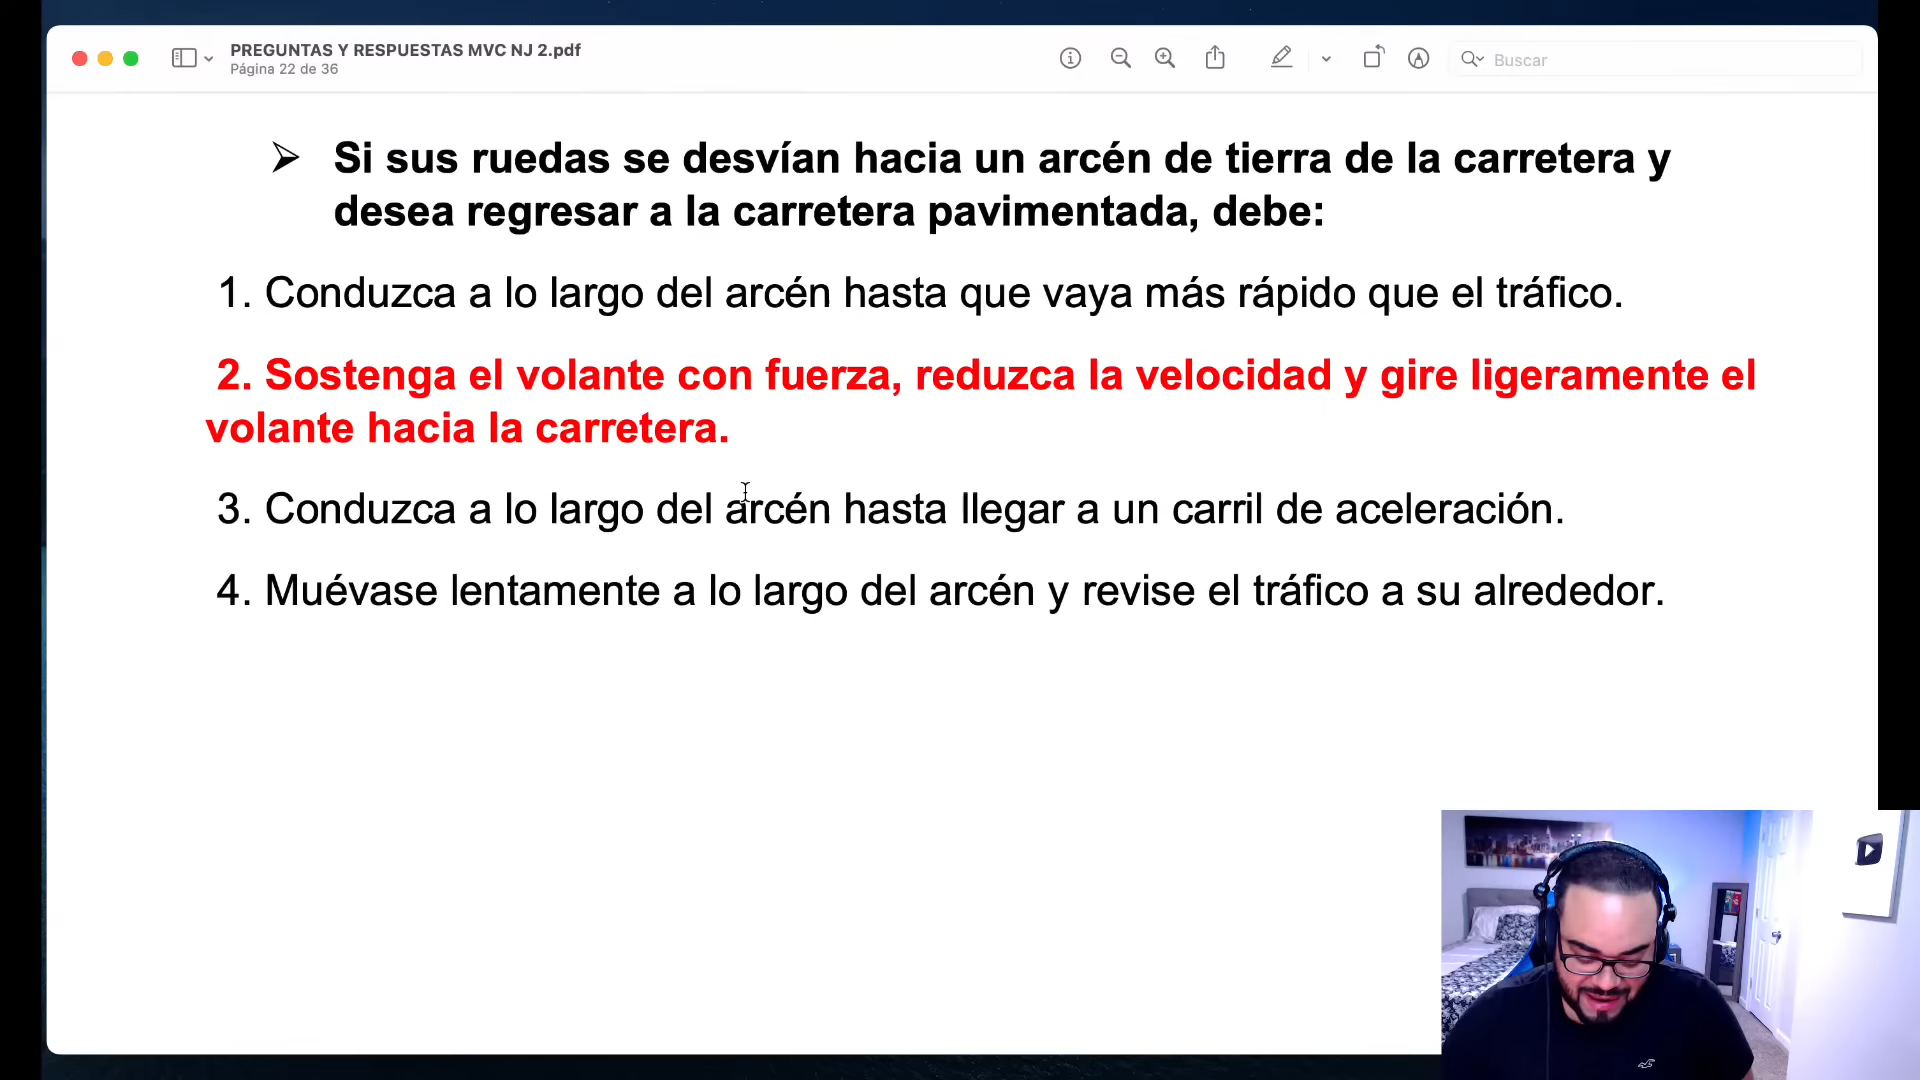 PREGUNTAS Y RESPUESTAS MVC NJ 2.pdf
Página 22 de 36
Buscar
➢ Si sus ruedas se desvían hacia un arcén de tierra de la carretera y
desea regresar a la carretera pavimentada, debe:
1. Conduzca a lo largo del arcén hasta que vaya más rápido que el tráfico.
2. Sostenga el volante con fuerza, reduzca la velocidad y gire ligeramente el
volante hacia la carretera.
3. Conduzca a lo largo del arcén hasta llegar a un carril de aceleración.
4. Muévase lentamente a lo largo del arcén y revise el tráfico a su alrededor.